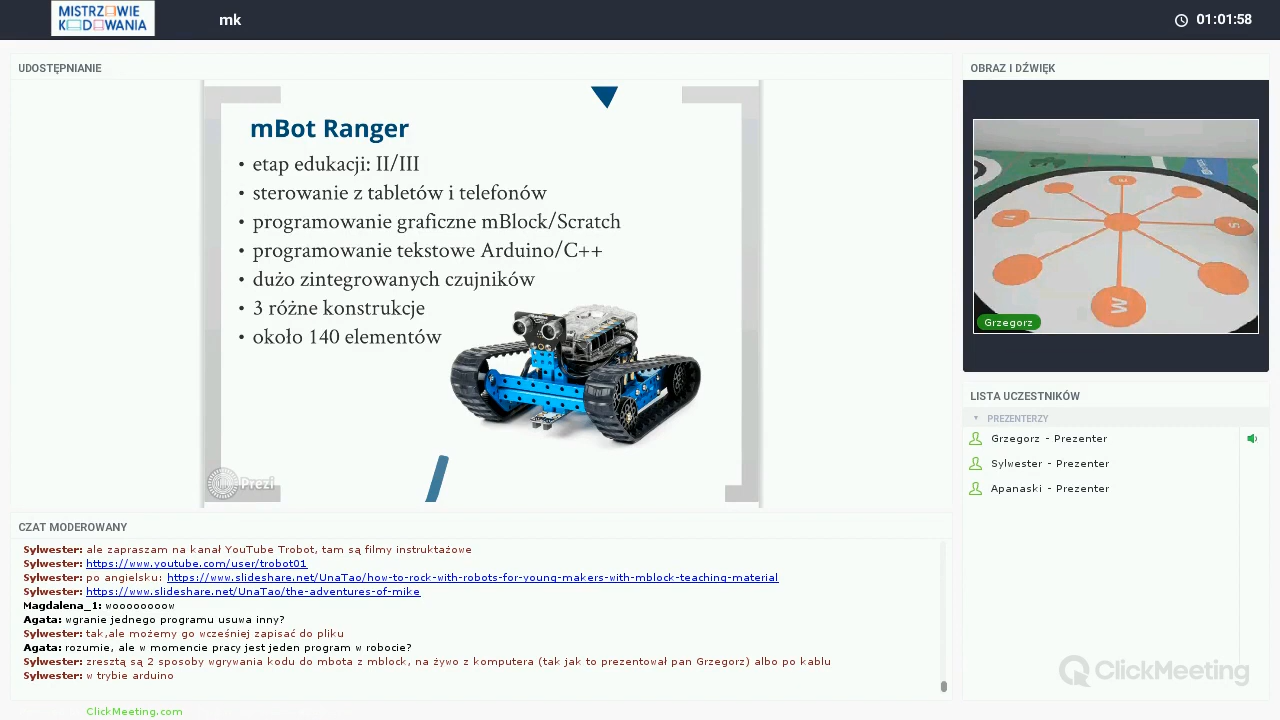 MISTRZOWIE
KODOWANIA
mk
01:01:58
UDOSTĘPNIANIE
mBot Ranger
• etap edukacji: II/III
• sterowanie z tabletów i telefonów
• programowanie graficzne mBlock/Scratch
• programowanie tekstowe Arduino/C++
• dużo zintegrowanych czujników
• 3 różne konstrukcje
• około 140 elementów
Prezi
OBRAZ I DŹWIĘK
W
Grzegorz
LISTA UCZESTNIKÓW
PREZENTERZY
Grzegorz - Prezenter
Sylwester - Prezenter
Apanaski - Prezenter
CZAT MODEROWANY
Sylwester: ale zapraszam na kanał YouTube Trobot, tam są filmy instruktażowe
Sylwester: https://www.youtube.com/user/trobot01
Sylwester: po angielsku: https://www.slideshare.net/UnaTao/how-to-rock-with-robots-for-young-makers-with-mblock-teaching-material
Sylwester: https://www.slideshare.net/UnaTao/the-adventures-of-mike
Magdalena_1: woooooooow
Agata: wgranie jednego programu usuwa inny?
Sylwester: tak,ale możemy go wcześniej zapisać do pliku
Agata: rozumie, ale w momencie pracy jest jeden program w robocie?
Sylwester: zresztą są 2 sposoby wgrywania kodu do mbota z mblock, na żywo z komputera (tak jak to prezentował pan Grzegorz) albo po kablu
Sylwester: w trybie arduino
ClickMeeting
ClickMeeting.com